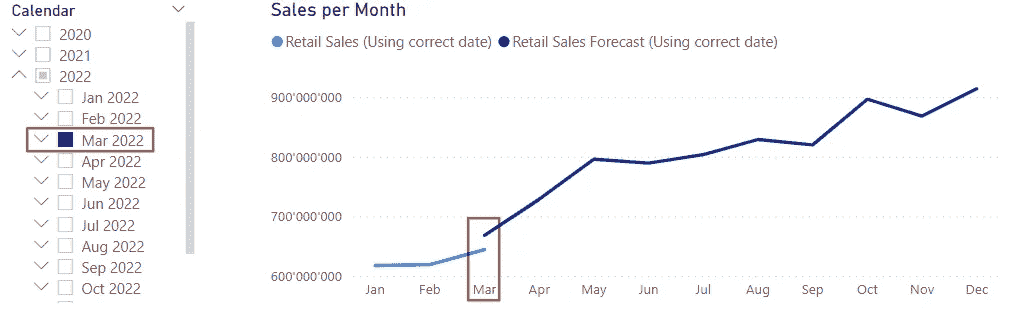 Calendar
2020
2021
2022
Jan 2022
Feb 2022
Mar 2022
Apr 2022
May 2022
Jun 2022
Jul 2022
Aug 2022
Sep 2022
Oct 2022
Sales per Month
Retail Sales (Using correct date) Retail Sales Forecast (Using correct date)
900'000'000
800'000'000
700'000'000
600'000'000
Jan Feb Mar Apr May Jun Jul Aug Sep Oct Nov Dec